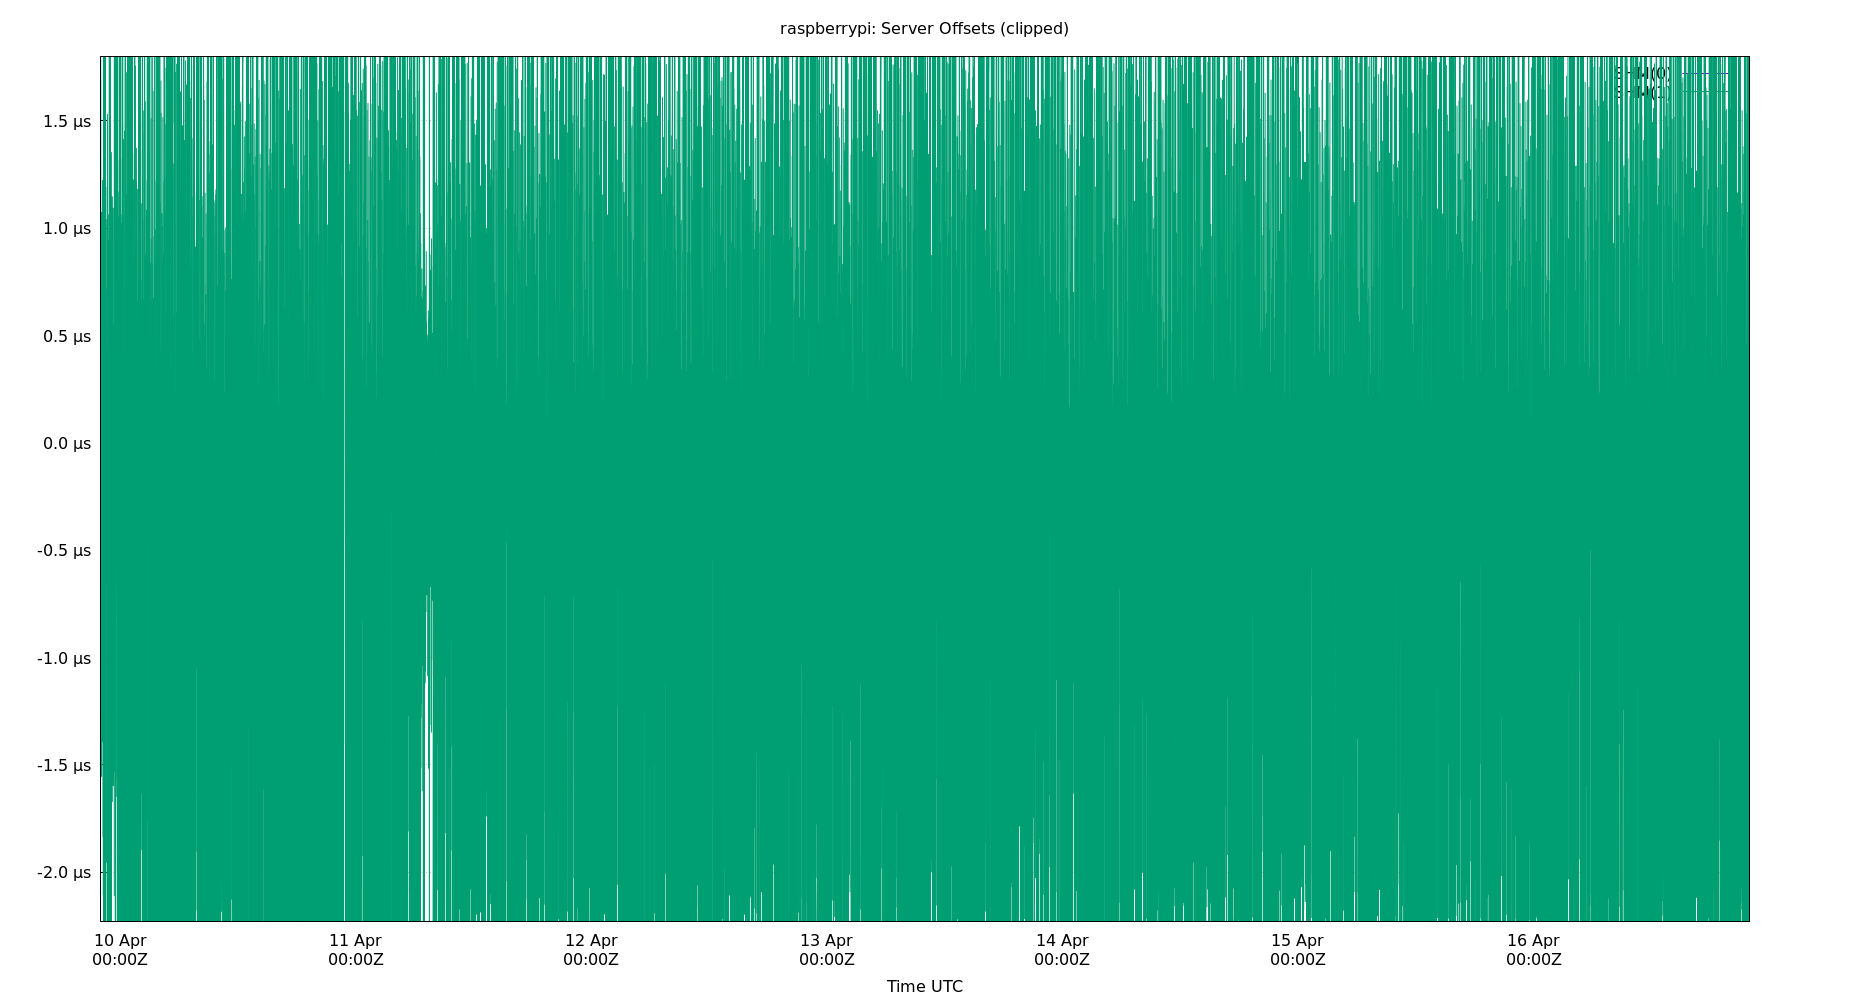 raspberrypi: Server Offsets (clipped)
1.5 µs
1.0 µs
0.5 µs
0.0 µs
-0.5 µs
-1.0 µs
-1.5 µs
-2.0 µs
10 Apr 11 Apr 12 Apr 13 Apr 14 Apr 15 Apr 16 Apr
00:00Z 00:00Z 00:00Z 00:00Z 00:00Z 00:00Z 00:00Z
Time UTC